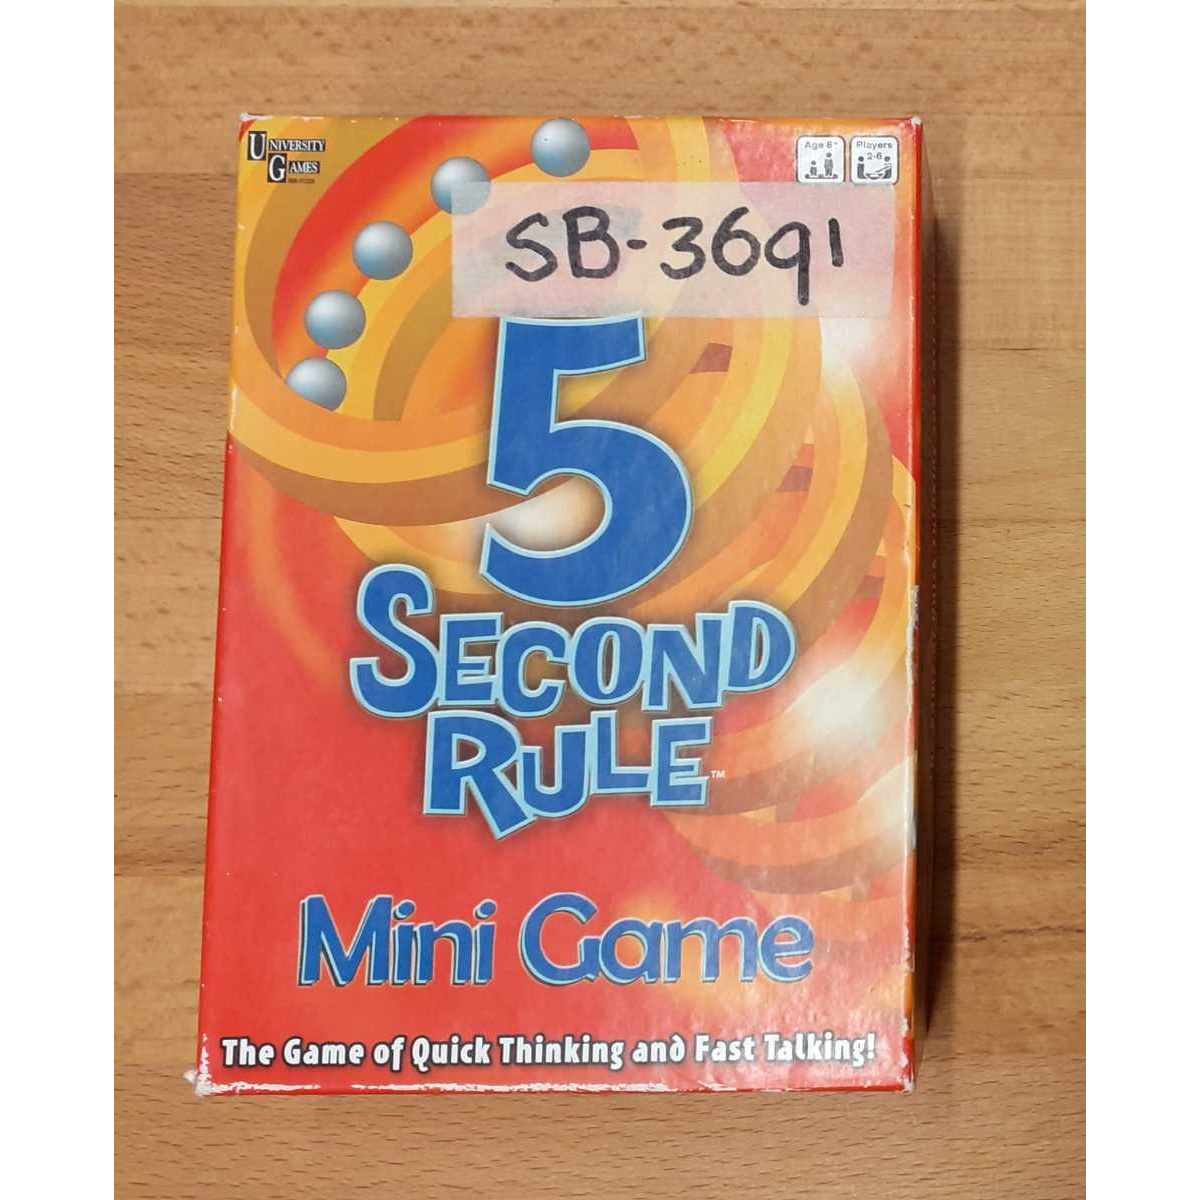 UNIVERSITY
GAMES
Age 8+
Players
2-6
SB-3691
5
SECOND
RULE™
Mini Game
The Game of Quick Thinking and Fast Talking!